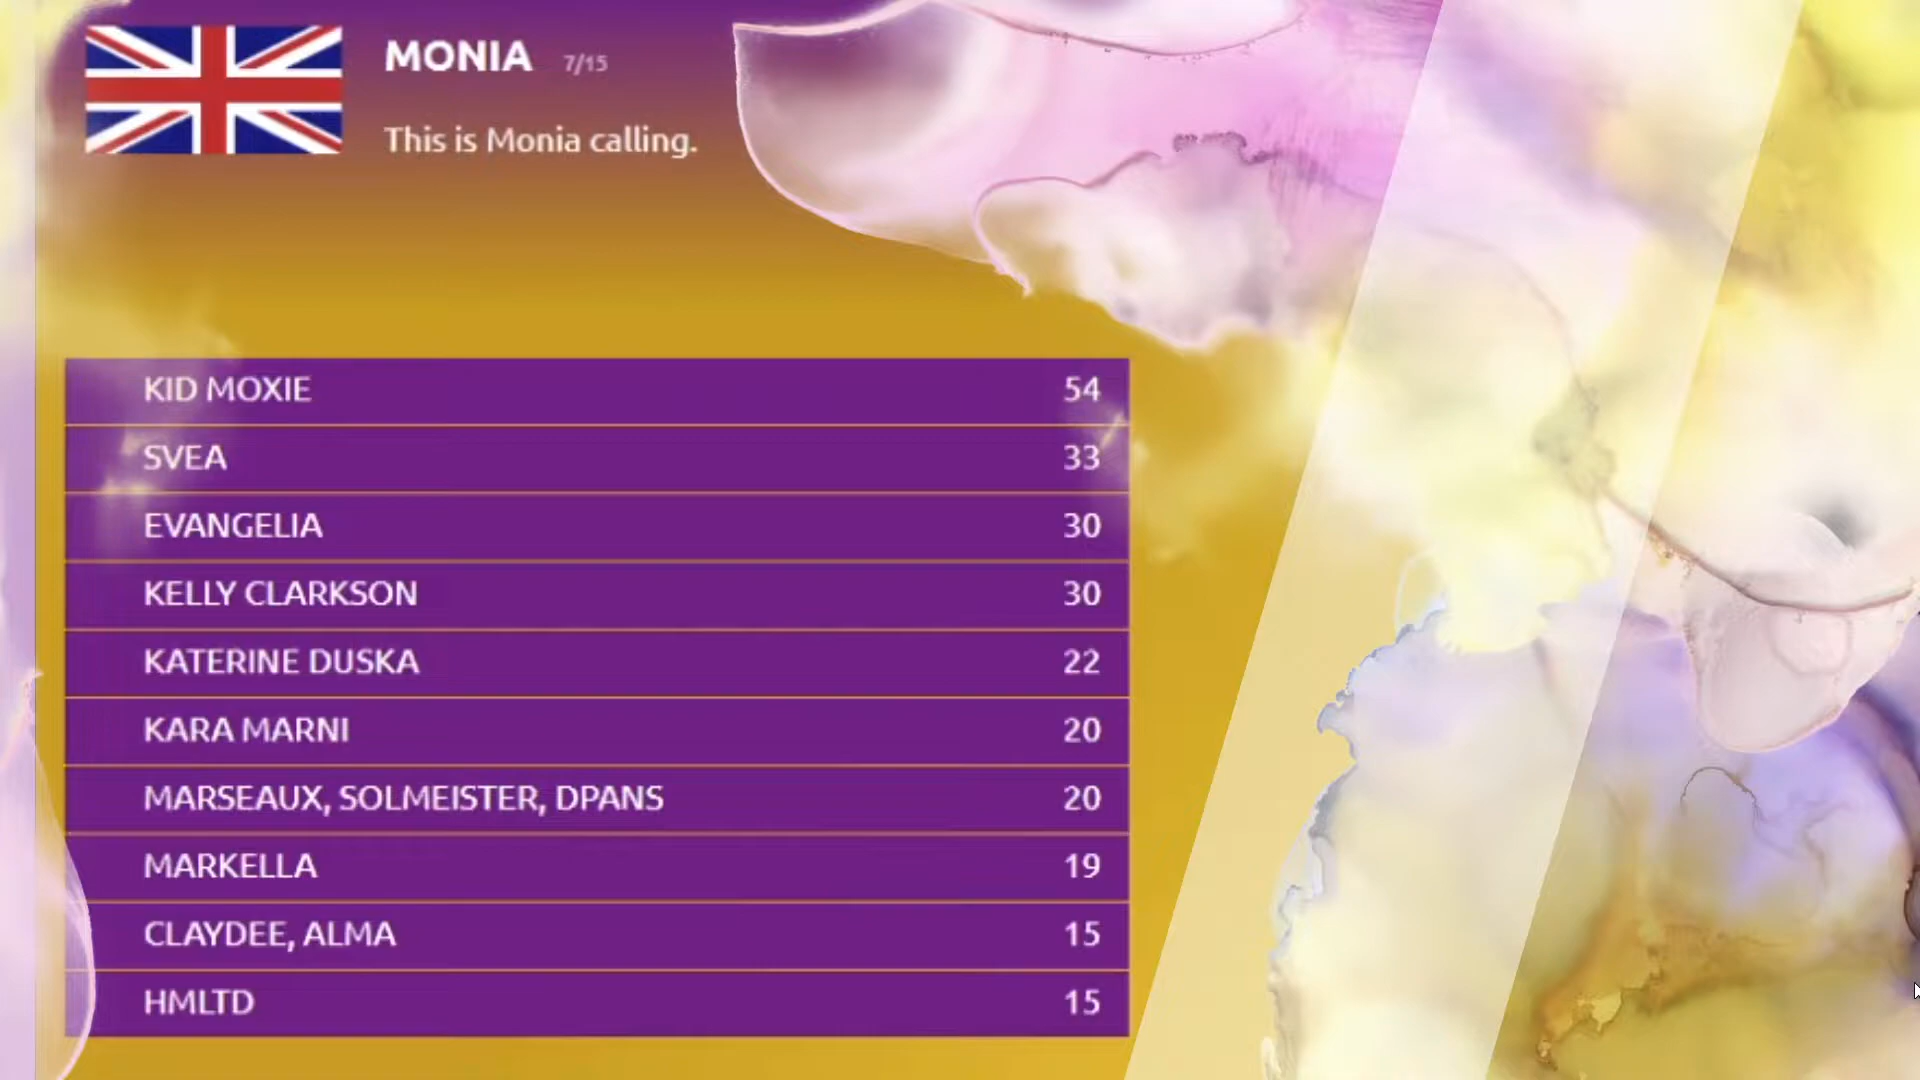 MONIA 7/15
This is Monia calling.
KID MOXIE 54
SVEA 33
EVANGELIA 30
KELLY CLARKSON 30
KATERINE DUSKA 22
KARA MARNI 20
MARSEAUX, SOLMEISTER, DPANS 20
MARKELLA 19
CLAYDEE, ALMA 15
HMLTD 15